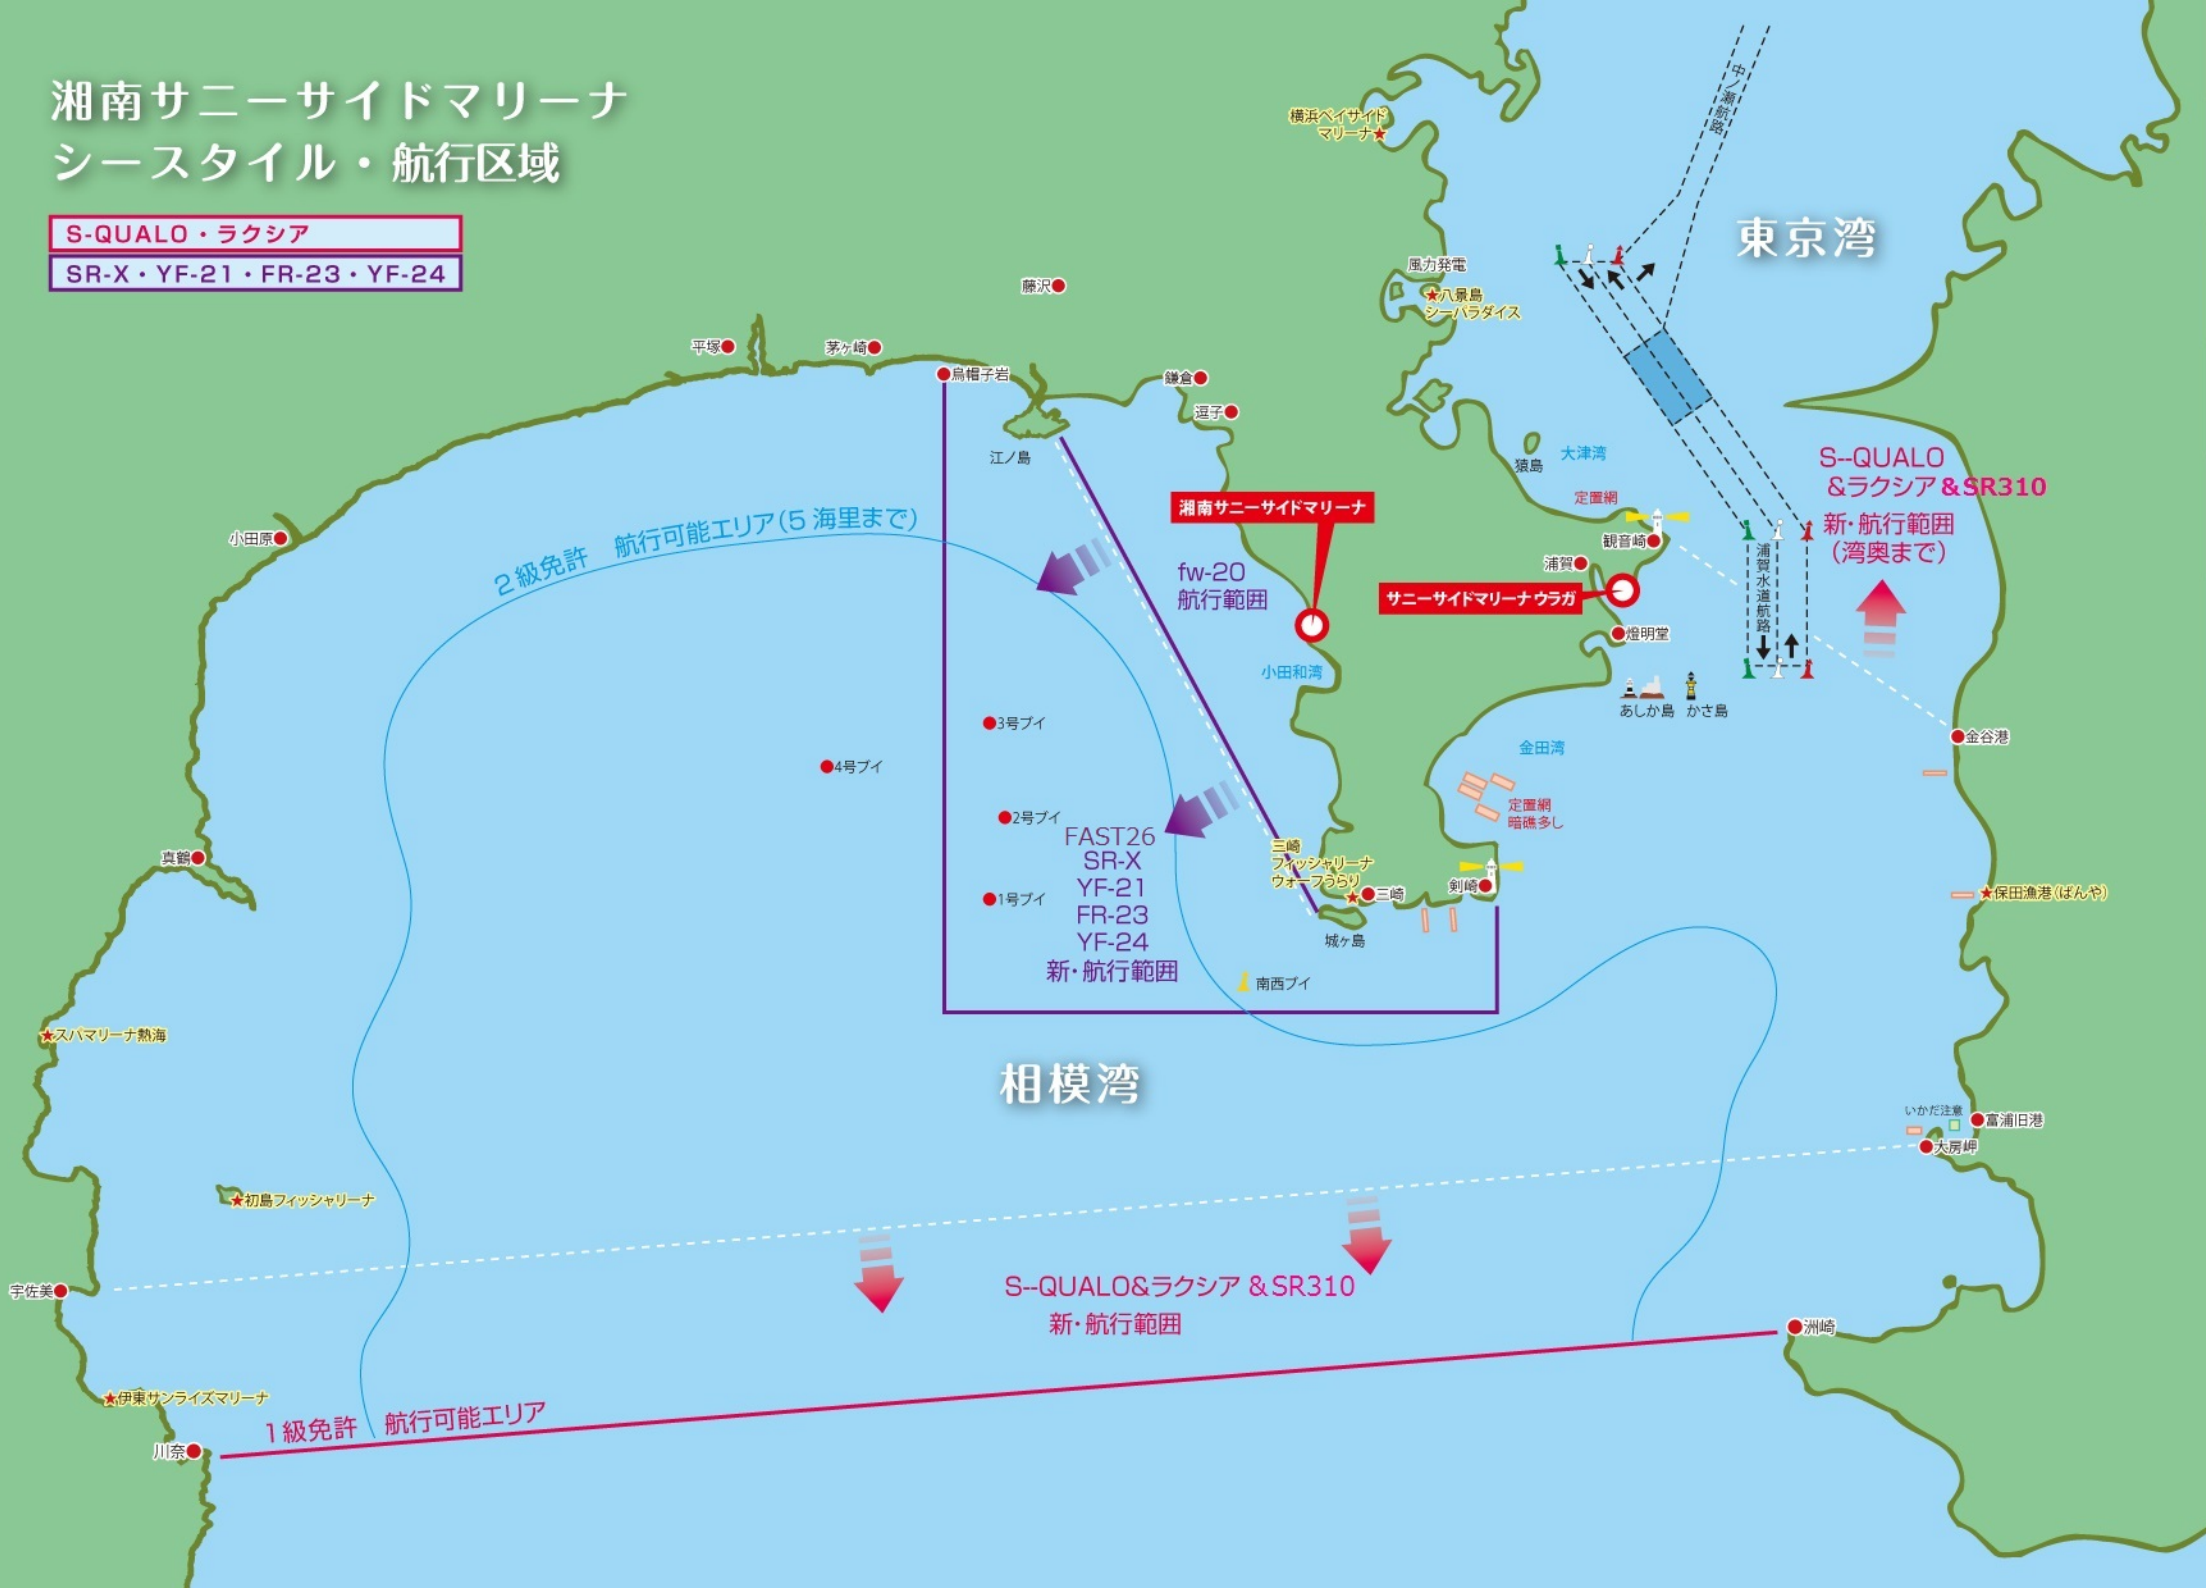 湘南サニーサイドマリーナ
シースタイル・航行区域
S-QUALO・ラクシア
SR-X・YF-21・FR-23・YF-24
中ノ瀬航路
東京湾
横浜ベイサイド
マリーナ
風力発電
八景島
シーパラダイス
藤沢
平塚
茅ヶ崎
烏帽子岩
鎌倉
逗子
江ノ島
猿島
大津湾
定置網
S--QUALO
&ラクシア&SR310
新・航行範囲
(湾奥まで)
湘南サニーサイドマリーナ
2級免許 航行可能エリア(5海里まで)
小田原
観音崎
浦賀
サニーサイドマリーナ ウラガ
浦賀水道航路
fw-20
航行範囲
燈明堂
小田和湾
あしか島
かさ島
3号ブイ
4号ブイ
金田湾
金谷港
定置網
暗礁多し
2号ブイ
FAST26
SR-X
YF-21
FR-23
YF-24
新・航行範囲
三崎
フィッシャリーナ
ウォーフうらり
三崎
剣崎
真鶴
1号ブイ
保田漁港(ばんや)
城ヶ島
南西ブイ
スパマリーナ熱海
相模湾
いかだ注意
富浦旧港
大房岬
初島フィッシャリーナ
宇佐美
S--QUALO&ラクシア &SR310
新・航行範囲
洲崎
伊東サンライズマリーナ
1級免許 航行可能エリア
川奈